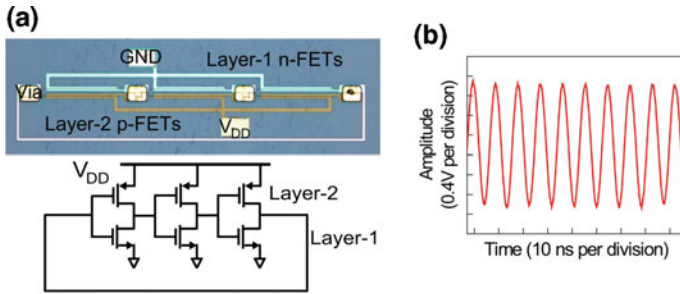 (a)
GND
Layer-1 n-FETs
Via
Layer-2 p-FETs
VDD
VDD
Layer-2
Layer-1
(b)
Amplitude
(0.4V per division)
Time (10 ns per division)